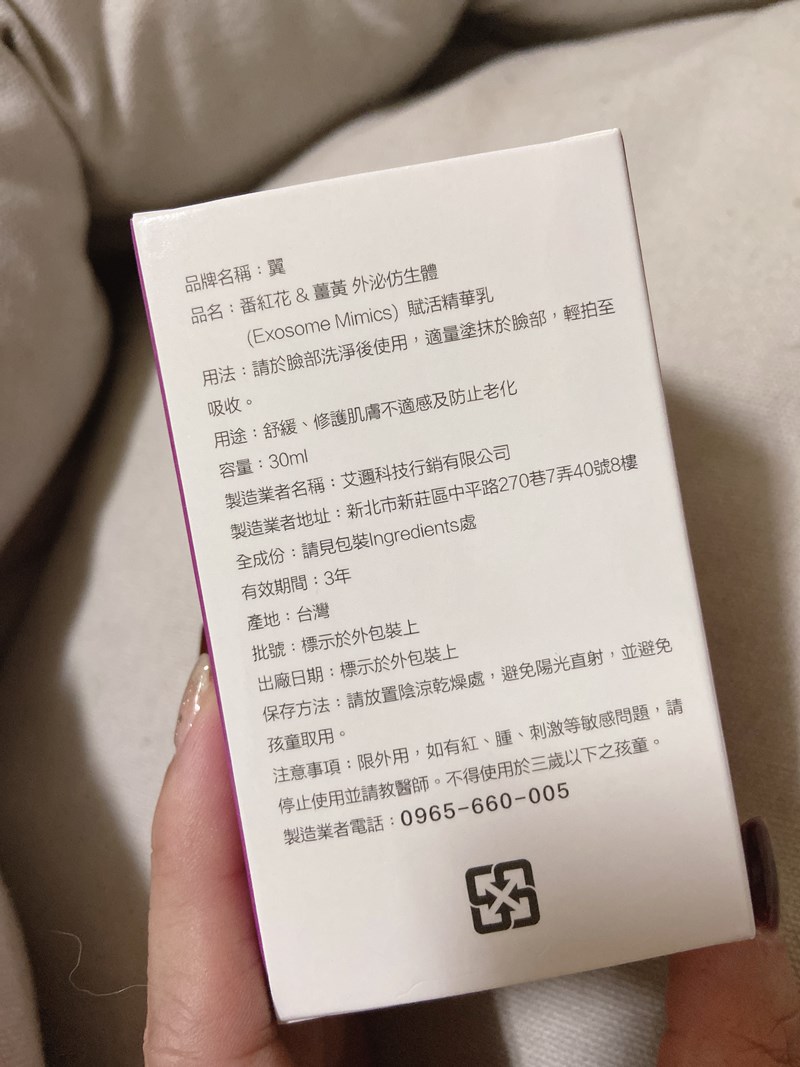 品牌名稱：翼
品名：番紅花 & 薑黃 外泌仿生體
(Exosome Mimics) 賦活精華乳
用法：請於臉部洗淨後使用，適量塗抹於臉部，輕拍至
吸收。
用途：舒緩、修護肌膚不適感及防止老化
容量：30ml
製造業者名稱：艾邇科技行銷有限公司
製造業者地址：新北市新莊區中平路270巷7弄40號8樓
全成份：請見包裝Ingredients處
有效期間：3年
產地：台灣
批號：標示於外包裝上
出廠日期：標示於外包裝上
保存方法：請放置陰涼乾燥處，避免陽光直射，並避免
孩童取用。
注意事項：限外用，如有紅、腫、刺激等敏感問題，請
停止使用並請教醫師。不得使用於三歲以下之孩童。
製造業者電話：0965-660-005